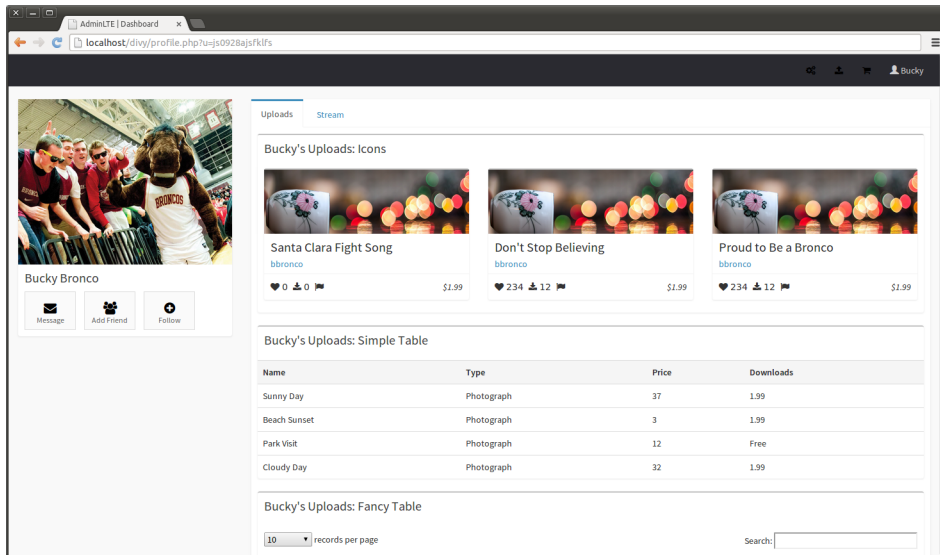 AdminLTE | Dashboard
localhost/divy/profile.php?u=js0928ajsfklfs
Bucky
BRONCOS
Bucky Bronco
Message
Add Friend
Follow
Uploads
Stream
Bucky's Uploads: Icons
Santa Clara Fight Song
bbronco
0 0 $1.99
Don't Stop Believing
bbronco
234 12 $1.99
Proud to Be a Bronco
bbronco
234 12 $1.99
Bucky's Uploads: Simple Table
Name Type Price Downloads
Sunny Day Photograph 37 1.99
Beach Sunset Photograph 3 1.99
Park Visit Photograph 12 Free
Cloudy Day Photograph 32 1.99
Bucky's Uploads: Fancy Table
10 records per page Search: